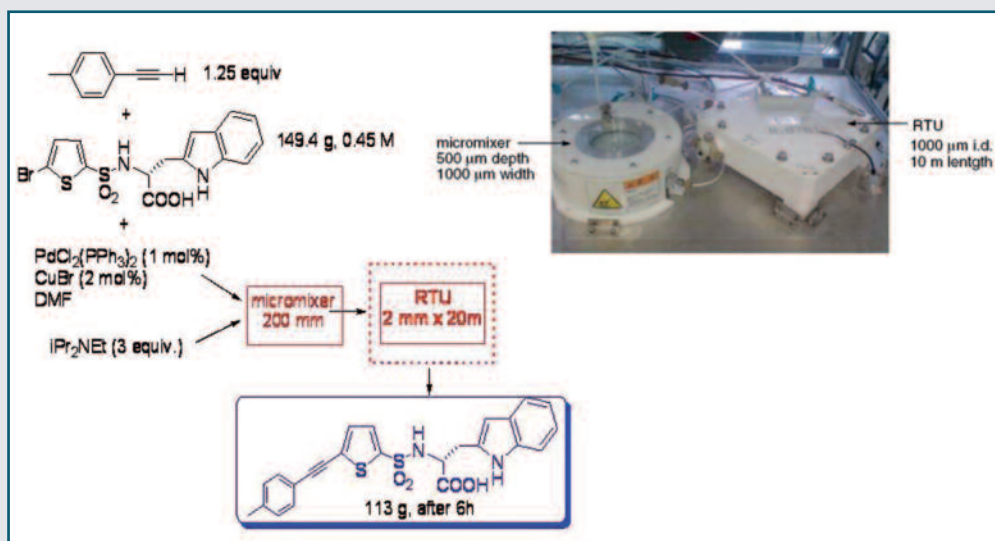 H 1.25 equiv
+
Br S S N H 149.4 g, 0.45 M
O2 COOH N H
+
PdCl2(PPh3)2 (1 mol%)
CuBr (2 mol%)
DMF
iPr2NEt (3 equiv.)
micromixer
200 mm
RTU
2 mm x 20m
S S N H
O2 COOH N H
113 g, after 6h
micromixer
500 µm depth
1000 µm width
RTU
1000 µm i.d.
10 m lentgth